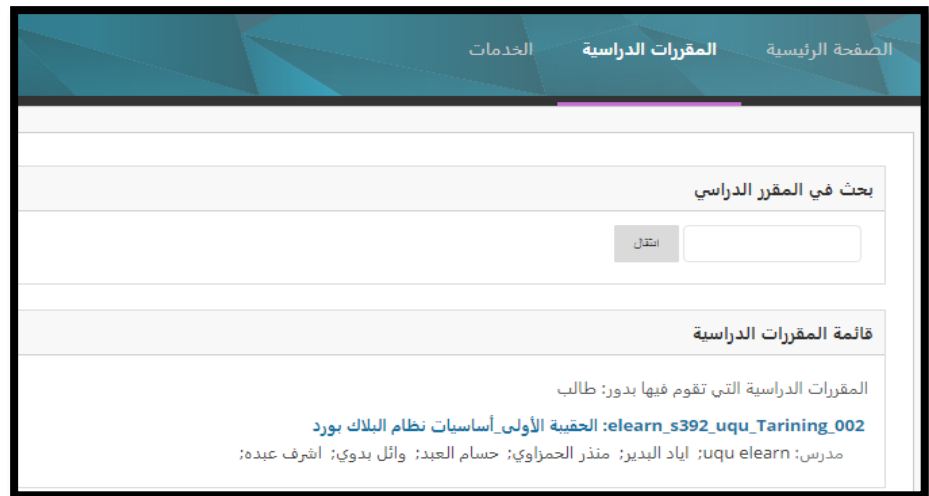 الصفحة الرئيسية المقررات الدراسية الخدمات
بحث في المقرر الدراسي
انتقال
قائمة المقررات الدراسية
المقررات الدراسية التي تقوم فيها بدور: طالب
elearn_s392_uqu_Tarining_002: الحقيبة الأولى_أساسيات نظام البلاك بورد
مدرس: uqu elearn; اياد البدير; منذر الحمزاوي; حسام العبد; وائل بدوي; اشرف عبده;